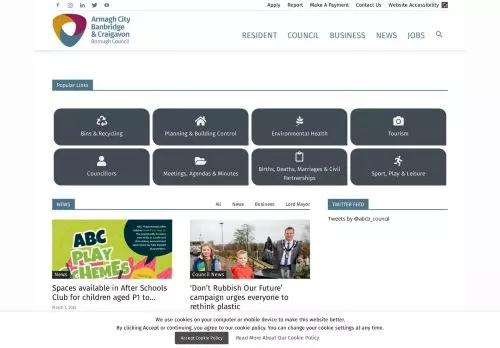 Apply Report Make A Payment Contact Us Website Accessibility
Armagh City
Banbridge
& Craigavon
Borough Council
RESIDENT COUNCIL BUSINESS NEWS JOBS
Popular Links
Bins & Recycling
Planning & Building Control
Environmental Health
Tourism
Councillors
Meetings, Agendas & Minutes
Births, Deaths, Marriages & Civil
Partnerships
Sport, Play & Leisure
NEWS
All News Business Lord Mayor
TWITTER FEED
Tweets by @abcb_council
ABC
PLAY
SCHEMES
News
Council News
Spaces available in After Schools
Club for children aged P1 to...
'Don't Rubbish Our Future'
campaign urges everyone to
rethink plastic
We use cookies on your computer or mobile device to make this website better.
By clicking Accept or continuing, you agree to our cookie policy. You can change your cookie settings at any time.
Accept Cookie Policy
Read More About Our Cookie Policy